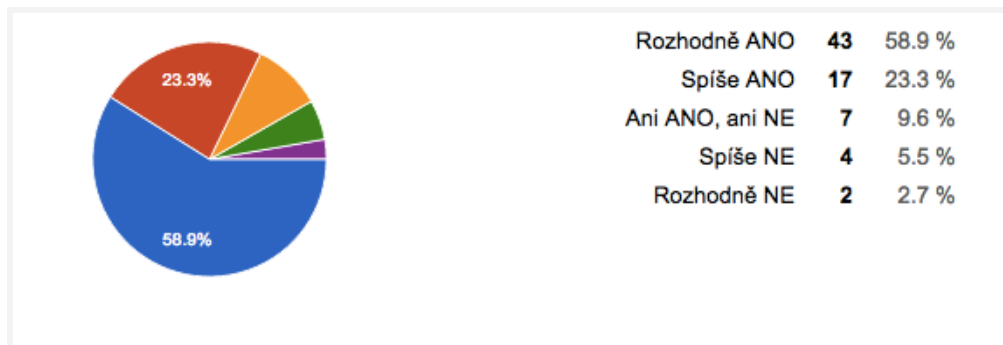 23.3%
58.9%
Rozhodně ANO 43 58.9 %
Spíše ANO 17 23.3 %
Ani ANO, ani NE 7 9.6 %
Spíše NE 4 5.5 %
Rozhodně NE 2 2.7 %